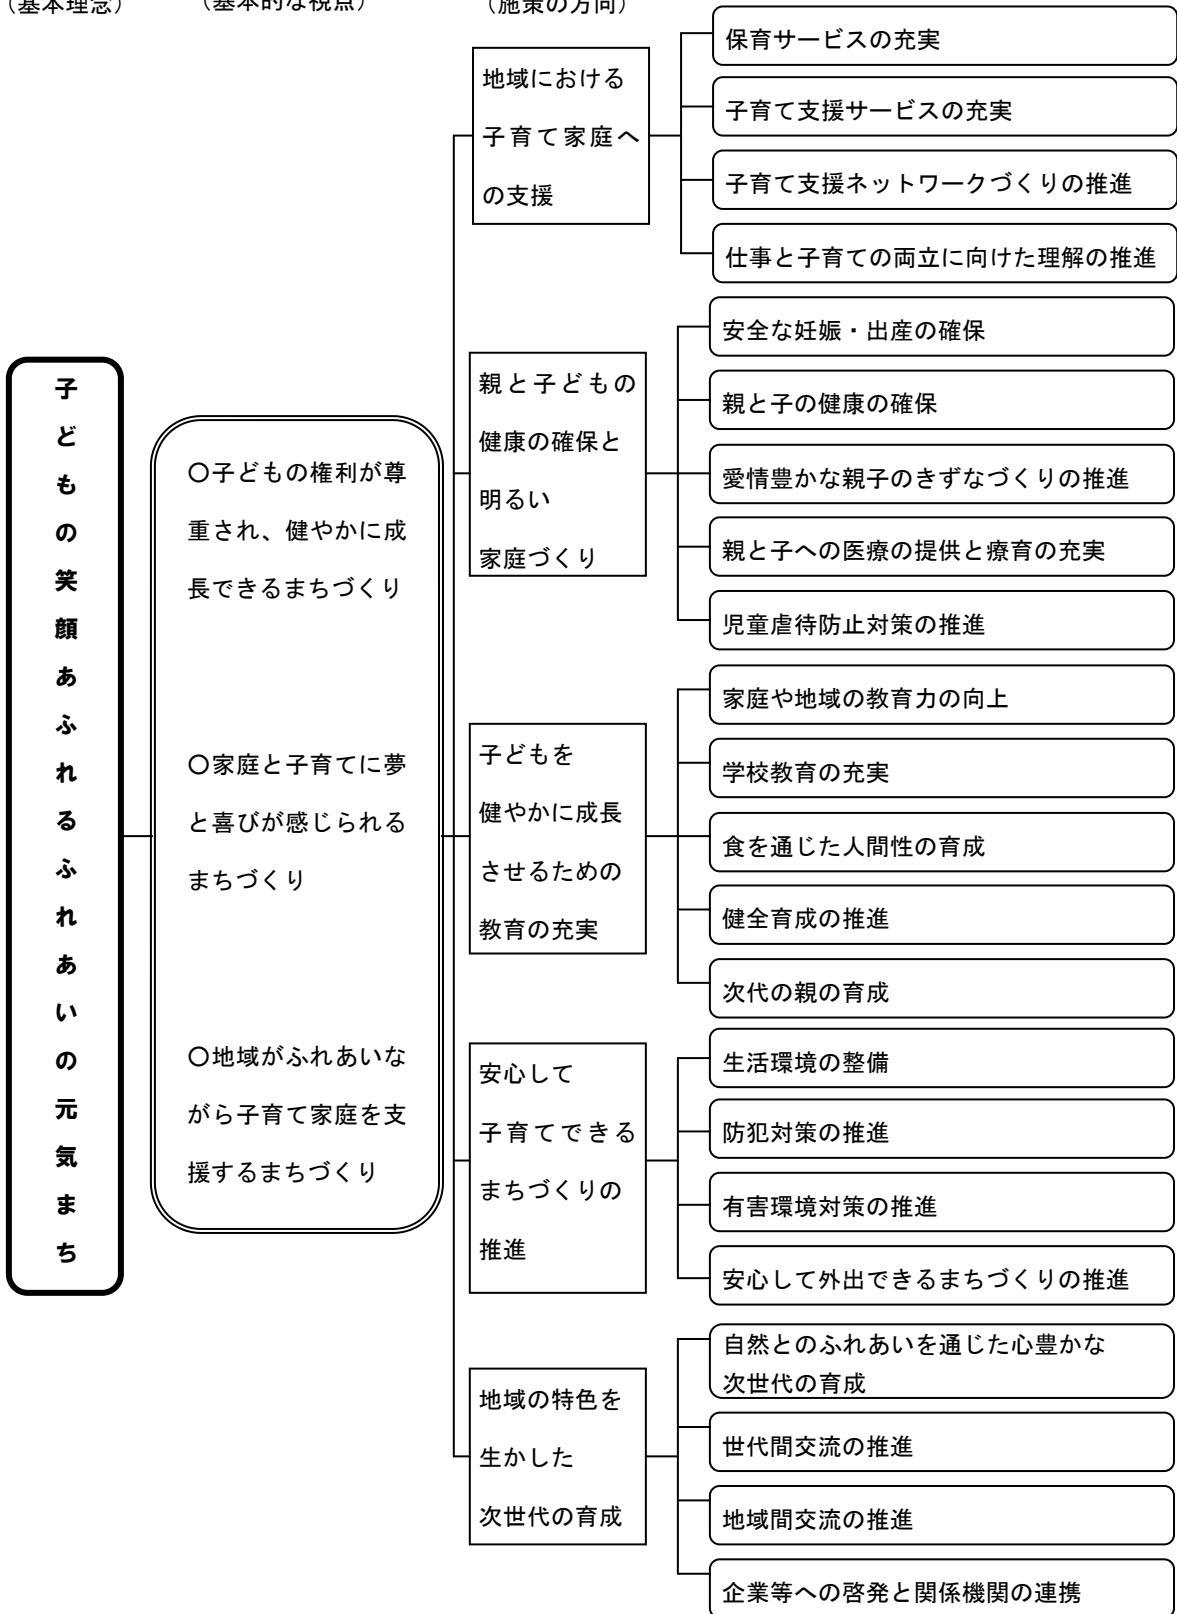 （基本理念）
（基本的な視点）
（施策の方向）
子どもの笑顔あふれるふれあいの元気まち
〇子どもの権利が尊
重され、健やかに成
長できるまちづくり
〇家庭と子育てに夢
と喜びが感じられる
まちづくり
〇地域がふれあいな
がら子育て家庭を支
援するまちづくり
地域における
子育て家庭へ
の支援
保育サービスの充実
子育て支援サービスの充実
子育て支援ネットワークづくりの推進
仕事と子育ての両立に向けた理解の推進
親と子どもの
健康の確保と
明るい
家庭づくり
安全な妊娠・出産の確保
親と子の健康の確保
愛情豊かな親子のきずなづくりの推進
親と子への医療の提供と療育の充実
児童虐待防止対策の推進
子どもを
健やかに成長
させるための
教育の充実
家庭や地域の教育力の向上
学校教育の充実
食を通じた人間性の育成
健全育成の推進
次代の親の育成
安心して
子育てできる
まちづくりの
推進
生活環境の整備
防犯対策の推進
有害環境対策の推進
安心して外出できるまちづくりの推進
地域の特色を
生かした
次世代の育成
自然とのふれあいを通じた心豊かな
次世代の育成
世代間交流の推進
地域間交流の推進
企業等への啓発と関係機関の連携